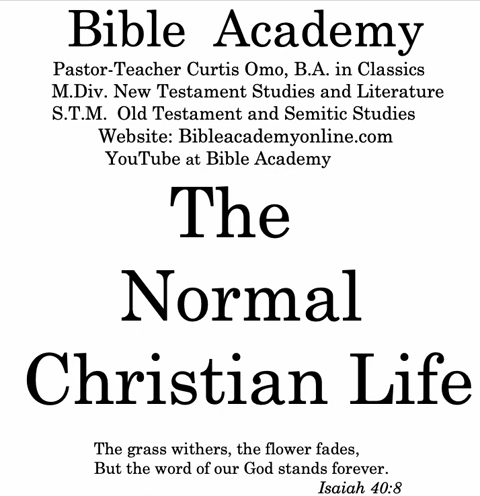 Bible Academy
Pastor-Teacher Curtis Omo, B.A. in Classics
M.Div. New Testament Studies and Literature
S.T.M. Old Testament and Semitic Studies
Website: Bibleacademyonline.com
YouTube at Bible Academy
The
Normal
Christian Life
The grass withers, the flower fades,
But the word of our God stands forever.
Isaiah 40:8